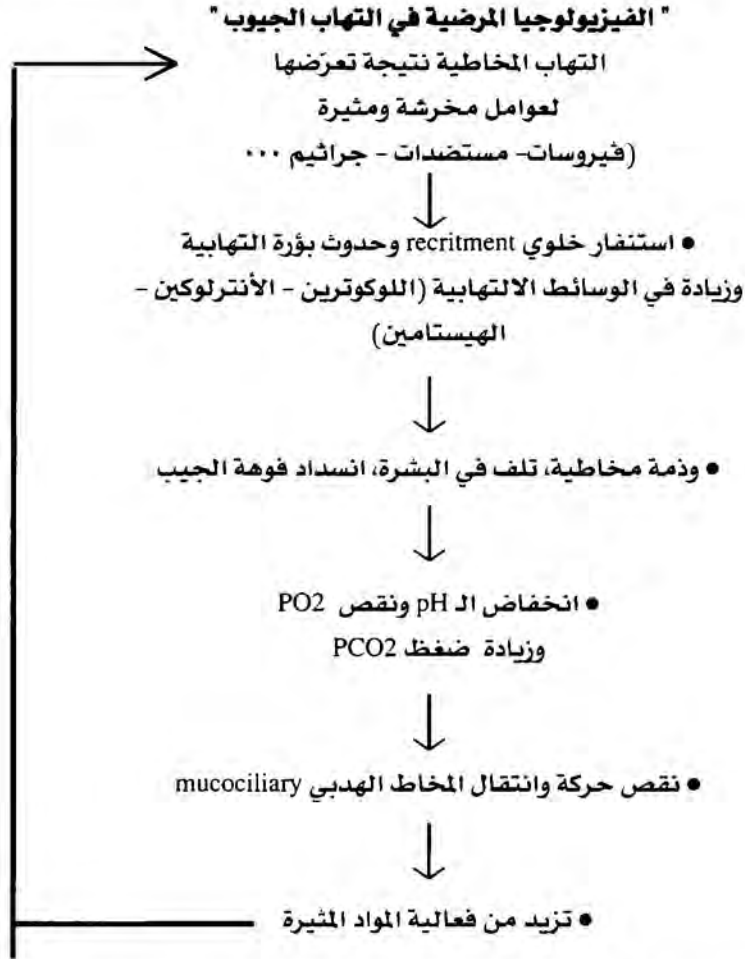 " الفيزيولوجيا المرضية في التهاب الجيوب "
التهاب المخاطية نتيجة تعرّضها
لعوامل مخرشة ومثيرة
(فيروسات- مستضدات - جراثيم ...
• استنفار خلوي recritment وحدوث بؤرة التهابية
وزيادة في الوسائط الالتهابية (اللوكوترين - الأنترلوكين -
الهيستامين)
• وذمة مخاطية، تلف في البشرة، انسداد فوهة الجيب
• انخفاض الـ pH ونقص PO2
وزيادة ضغظ PCO2
• نقص حركة وانتقال المخاط الهدبي mucociliary
• تزيد من فعالية المواد المثيرة